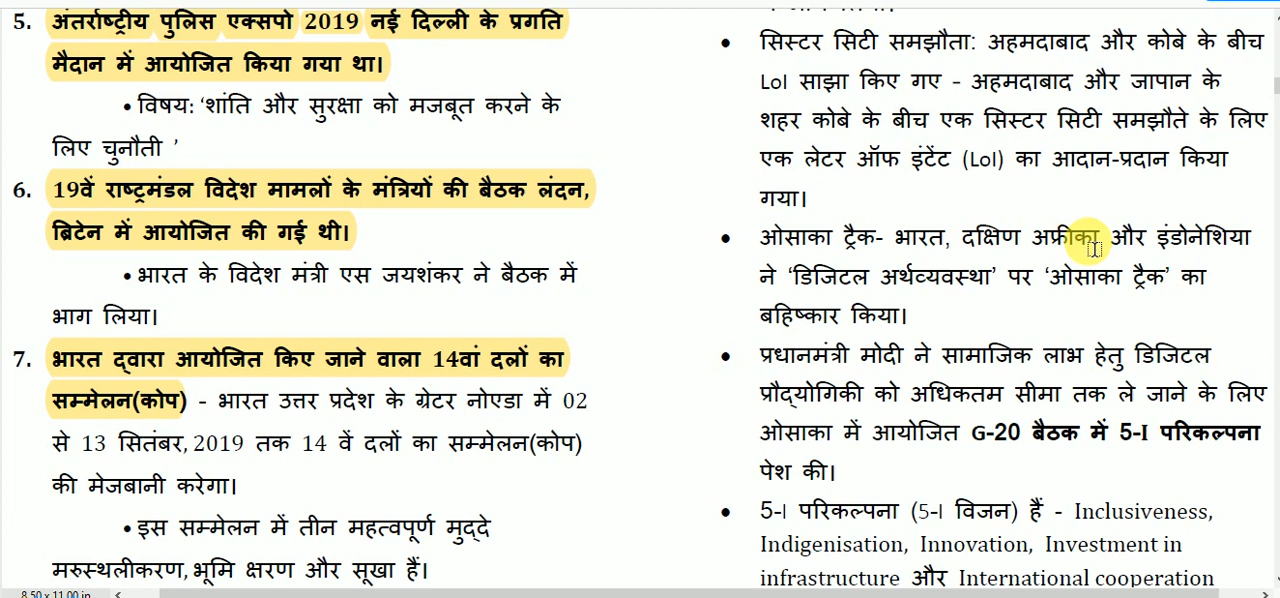 5. अंतर्राष्ट्रीय पुलिस एक्सपो 2019 नई दिल्ली के प्रगति
मैदान में आयोजित किया गया था।
• विषय: ‘शांति और सुरक्षा को मजबूत करने के
लिए चुनौती ’
6. 19वें राष्ट्रमंडल विदेश मामलों के मंत्रियों की बैठक लंदन,
ब्रिटेन में आयोजित की गई थी।
• भारत के विदेश मंत्री एस जयशंकर ने बैठक में
भाग लिया।
7. भारत द्वारा आयोजित किए जाने वाला 14वां दलों का
सम्मेलन(कोप) - भारत उत्तर प्रदेश के ग्रेटर नोएडा में 02
से 13 सितंबर, 2019 तक 14 वें दलों का सम्मेलन(कोप)
की मेजबानी करेगा।
• इस सम्मेलन में तीन महत्वपूर्ण मुद्दे
मरुस्थलीकरण, भूमि क्षरण और सूखा हैं।
• सिस्टर सिटी समझौता: अहमदाबाद और कोबे के बीच
LoI साझा किए गए - अहमदाबाद और जापान के
शहर कोबे के बीच एक सिस्टर सिटी समझौते के लिए
एक लेटर ऑफ इंटेंट (LoI) का आदान-प्रदान किया
गया।
• ओसाका ट्रैक- भारत, दक्षिण अफ्रीका और इंडोनेशिया
ने ‘डिजिटल अर्थव्यवस्था’ पर ‘ओसाका ट्रैक’ का
बहिष्कार किया।
• प्रधानमंत्री मोदी ने सामाजिक लाभ हेतु डिजिटल
प्रौद्योगिकी को अधिकतम सीमा तक ले जाने के लिए
ओसाका में आयोजित G-20 बैठक में 5-I परिकल्पना
पेश की।
• 5-I परिकल्पना (5-I विजन) हैं - Inclusiveness,
Indigenisation, Innovation, Investment in
infrastructure और International cooperation
8.50 x 11.00 in